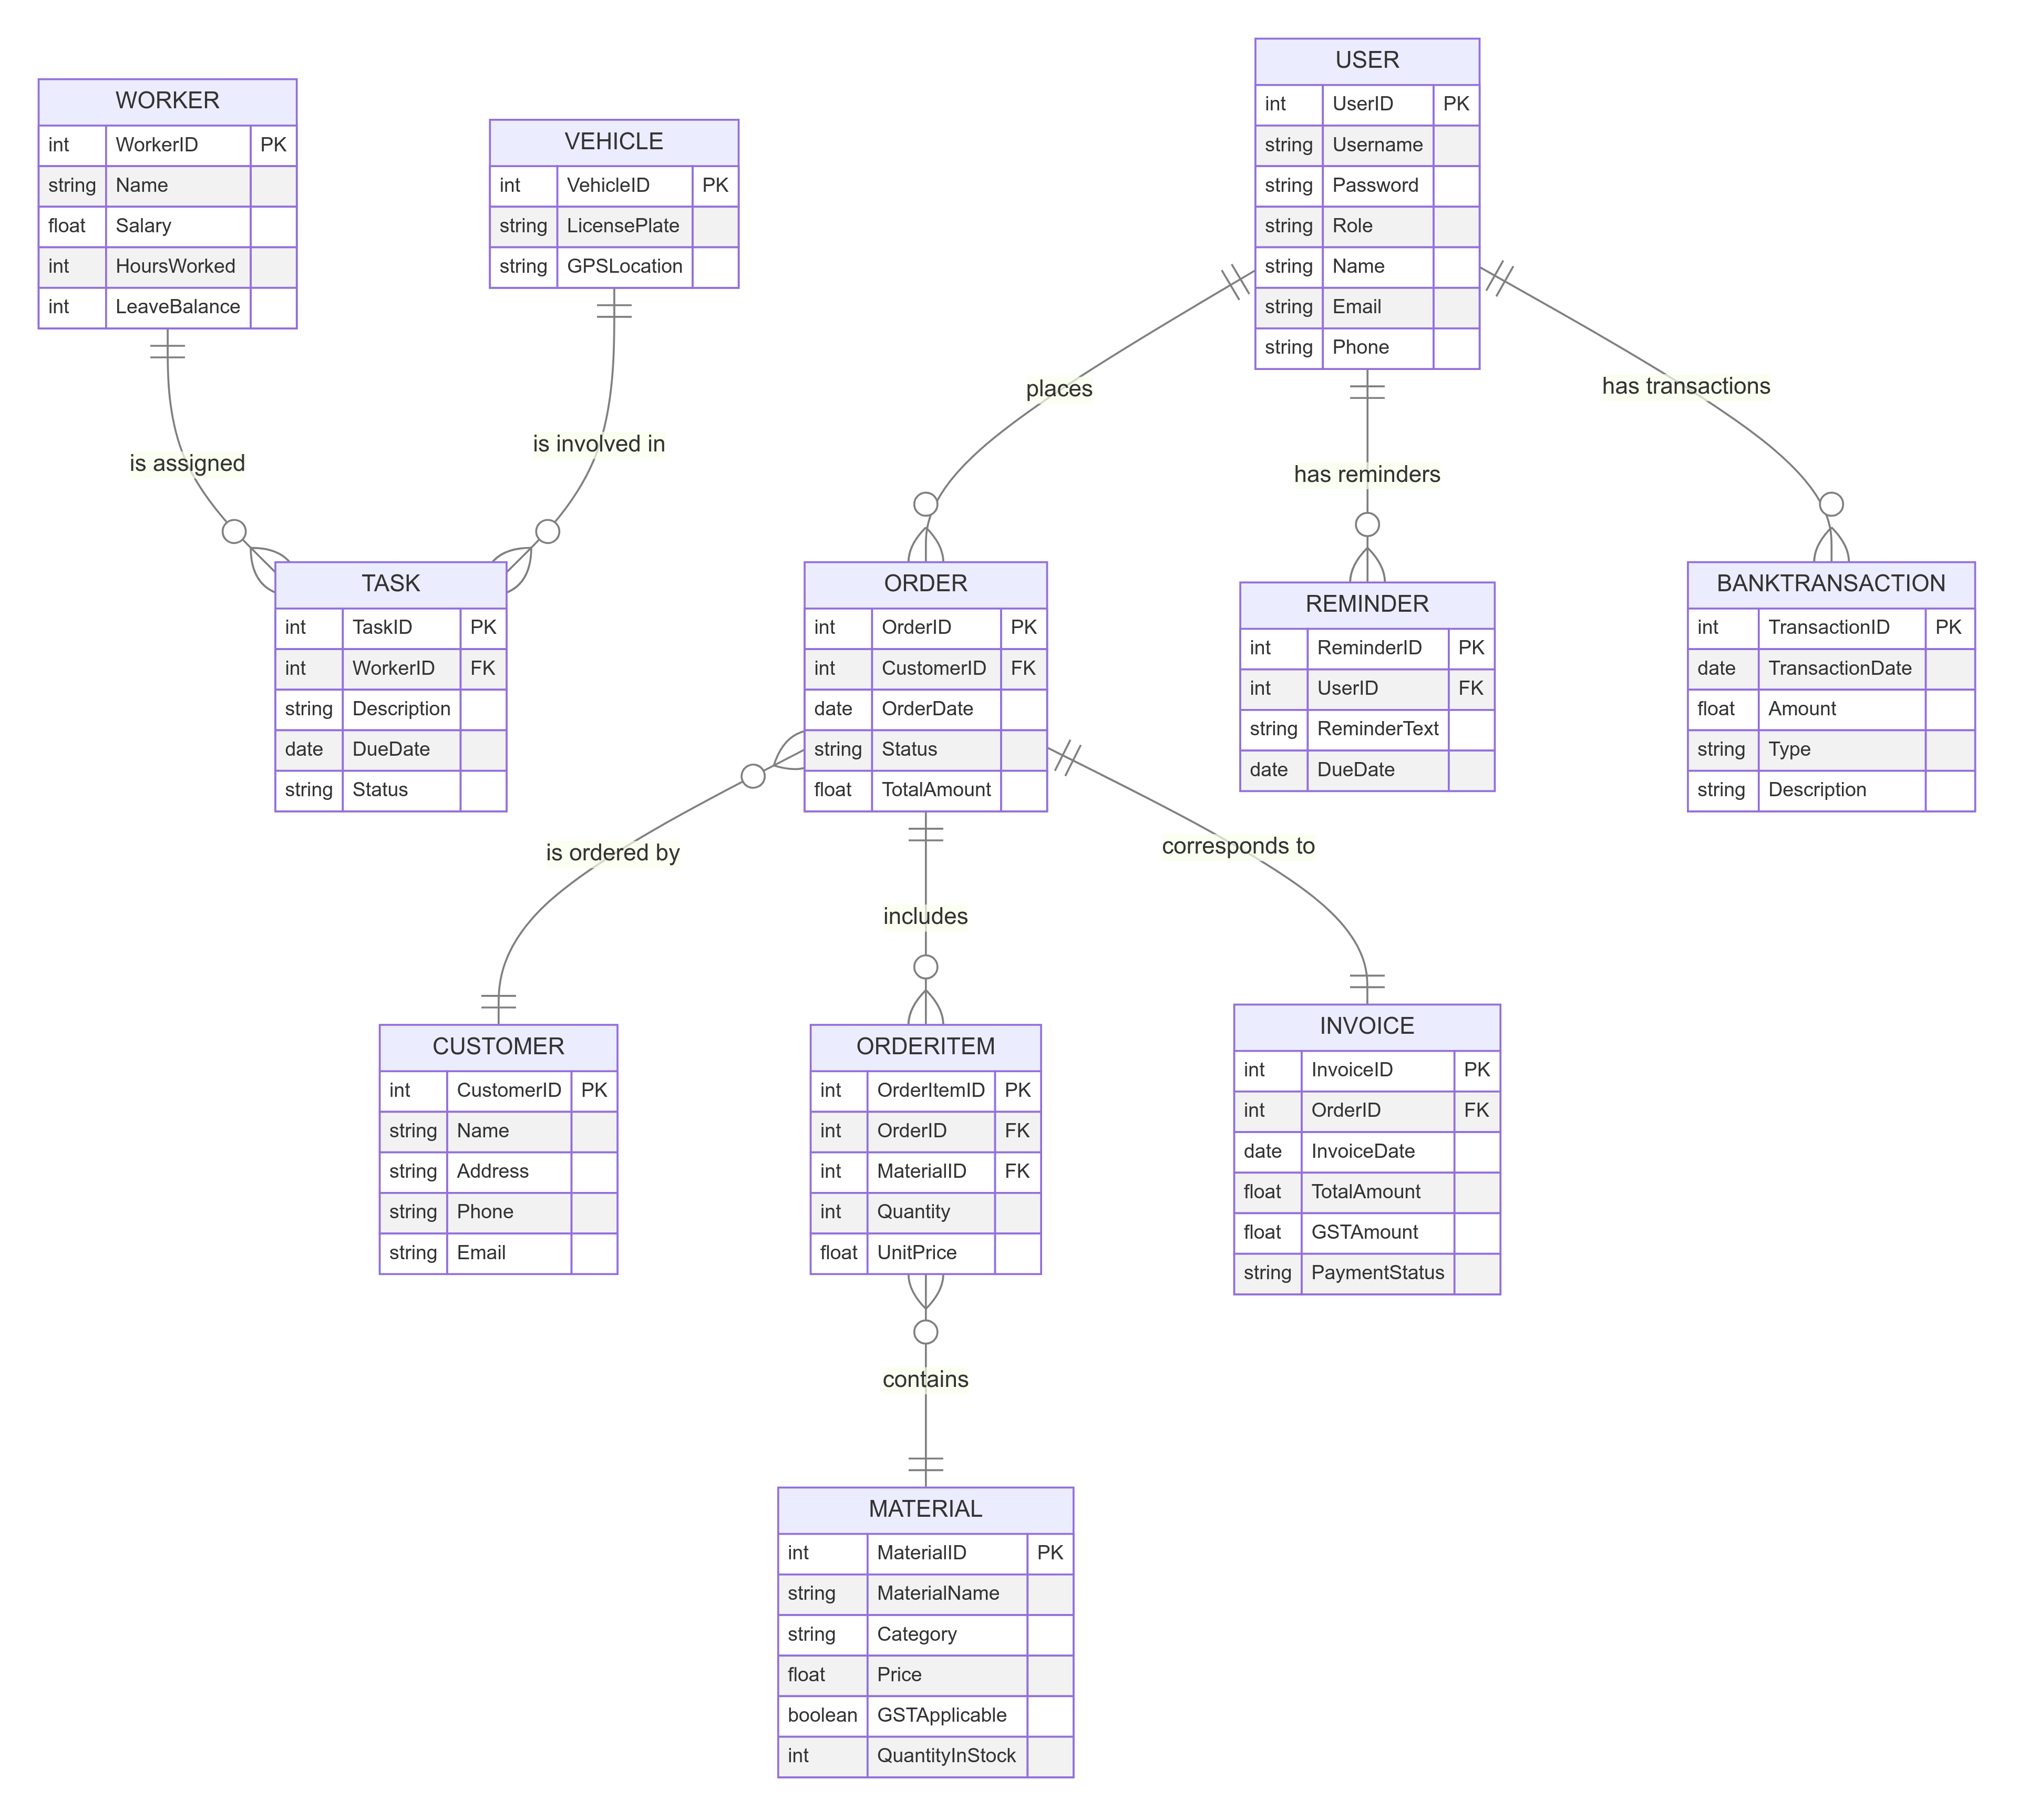 WORKER
int WorkerID PK
string Name
float Salary
int HoursWorked
int LeaveBalance
VEHICLE
int VehicleID PK
string LicensePlate
string GPSLocation
USER
int UserID PK
string Username
string Password
string Role
string Name
string Email
string Phone
is assigned
is involved in
places
has reminders
has transactions
TASK
int TaskID PK
int WorkerID FK
string Description
date DueDate
string Status
ORDER
int OrderID PK
int CustomerID FK
date OrderDate
string Status
float TotalAmount
REMINDER
int ReminderID PK
int UserID FK
string ReminderText
date DueDate
BANKTRANSACTION
int TransactionID PK
date TransactionDate
float Amount
string Type
string Description
is ordered by
includes
corresponds to
CUSTOMER
int CustomerID PK
string Name
string Address
string Phone
string Email
ORDERITEM
int OrderItemID PK
int OrderID FK
int MaterialID FK
int Quantity
float UnitPrice
INVOICE
int InvoiceID PK
int OrderID FK
date InvoiceDate
float TotalAmount
float GSTAmount
string PaymentStatus
contains
MATERIAL
int MaterialID PK
string MaterialName
string Category
float Price
boolean GSTApplicable
int QuantityInStock